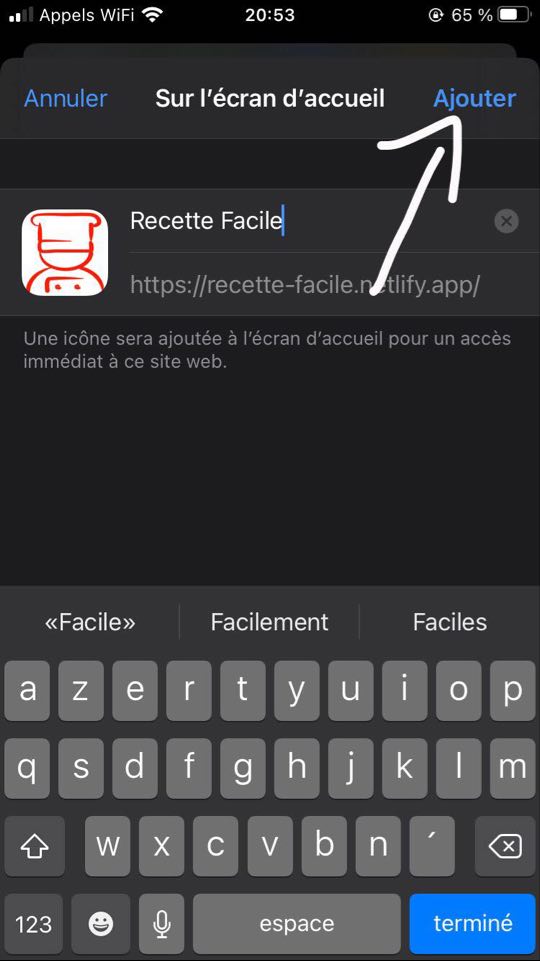 Appels WiFi 20:53 65 %
Annuler Sur l’écran d’accueil Ajouter
Recette Facile
https://recette-facile.netlify.app/
Une icône sera ajoutée à l’écran d’accueil pour un accès
immédiat à ce site web.
«Facile» Facilement Faciles
a z e r t y u i o p
q s d f g h j k l m
w x c v b n ´
123 espace terminé